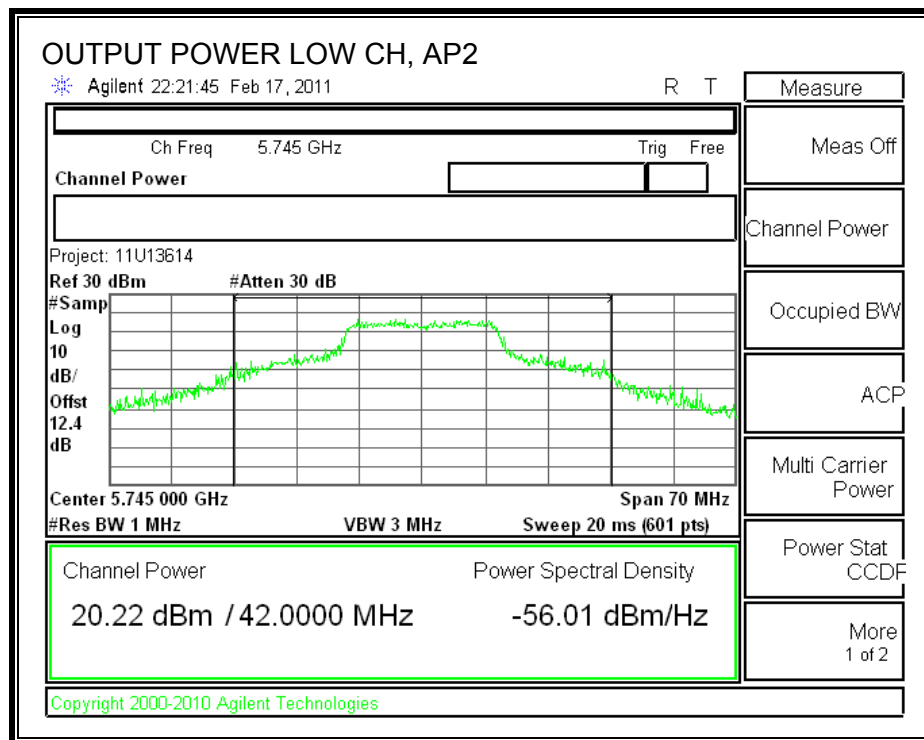 OUTPUT POWER LOW CH, AP2
Agilent 22:21:45 Feb 17, 2011 R T
Measure
Ch Freq 5.745 GHz Trig Free
Meas Off
Channel Power
Channel Power
Project: 11U13614
Ref 30 dBm #Atten 30 dB
#Samp
Log
10
dB/
Offst
12.4
dB
Occupied BW
ACP
Multi Carrier
Power
Center 5.745 000 GHz Span 70 MHz
#Res BW 1 MHz VBW 3 MHz Sweep 20 ms (601 pts)
Power Stat
CCDF
Channel Power Power Spectral Density
20.22 dBm / 42.0000 MHz -56.01 dBm/Hz
More
1 of 2
Copyright 2000-2010 Agilent Technologies